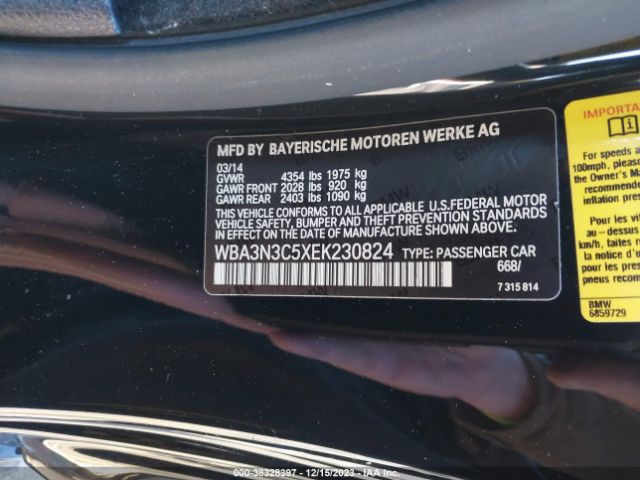 MFD BY BAYERISCHE MOTOREN WERKE AG
03/14
GVWR 4354 lbs 1975 kg
GAWR FRONT 2028 lbs 920 kg
GAWR REAR 2403 lbs 1090 kg
THIS VEHICLE CONFORMS TO ALL APPLICABLE U.S.FEDERAL MOTOR
VEHICLE SAFETY, BUMPER AND THEFT PREVENTION STANDARDS
IN EFFECT ON THE DATE OF MANUFACTURE SHOWN ABOVE.
WBA3N3C5XEK230824 TYPE: PASSENGER CAR
668/
7 315 814
IMPORTA
For speeds a
100mph, please
the Owner's Ma
recommended
inflation press
Pour les
au-dessus
km/h, tu
la notice d'u
pour les pres
pneus recom
BMW
6859729
000-38328397 - 12/15/2023 - IAA Inc.